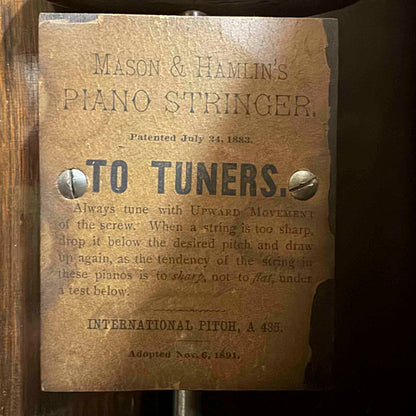 MASON & HAMLIN'S
PIANO STRINGER.
Patented July 24, 1883.
TO TUNERS.
Always tune with UPWARD MOVEMENT
of the screw. When a string is too sharp,
drop it below the desired pitch and draw
up again, as the tendency of the string in
these pianos is to sharp, not to flat, under
a test below.
INTERNATIONAL PITCH, A 435.
Adopted Nov. 6, 1891.